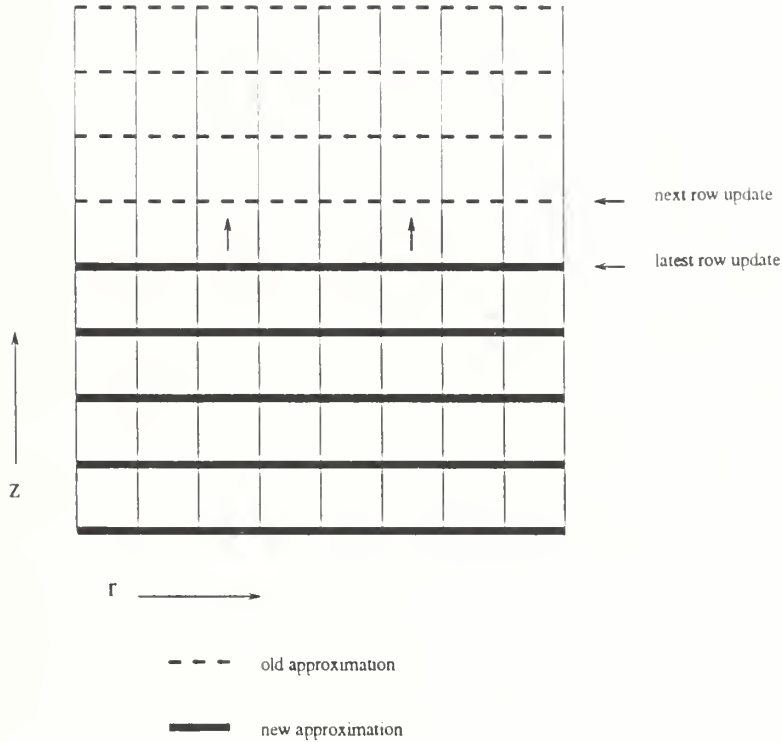 next row update
latest row update
z
r
old approximation
new approximation